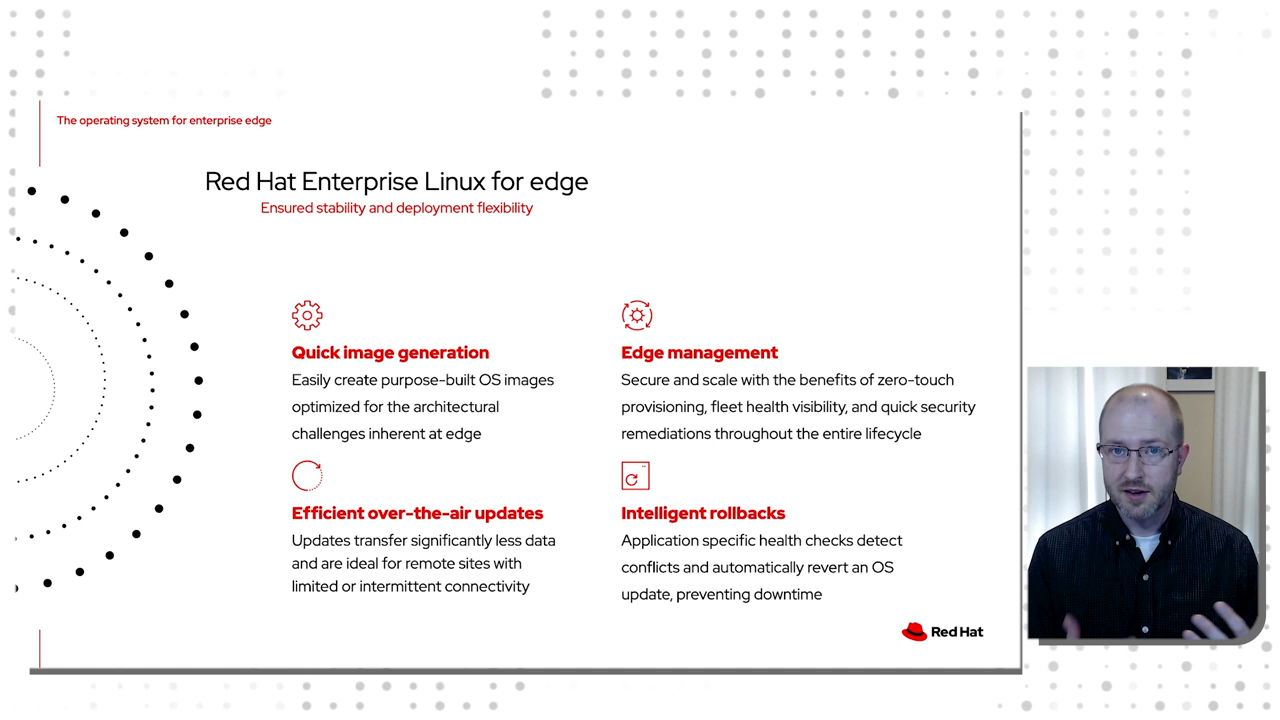 The operating system for enterprise edge
Red Hat Enterprise Linux for edge
Ensured stability and deployment flexibility
Quick image generation
Easily create purpose-built OS images
optimized for the architectural
challenges inherent at edge
Edge management
Secure and scale with the benefits of zero-touch
provisioning, fleet health visibility, and quick security
remediations throughout the entire lifecycle
Efficient over-the-air updates
Updates transfer significantly less data
and are ideal for remote sites with
limited or intermittent connectivity
Intelligent rollbacks
Application specific health checks detect
conflicts and automatically revert an OS
update, preventing downtime
Red Hat